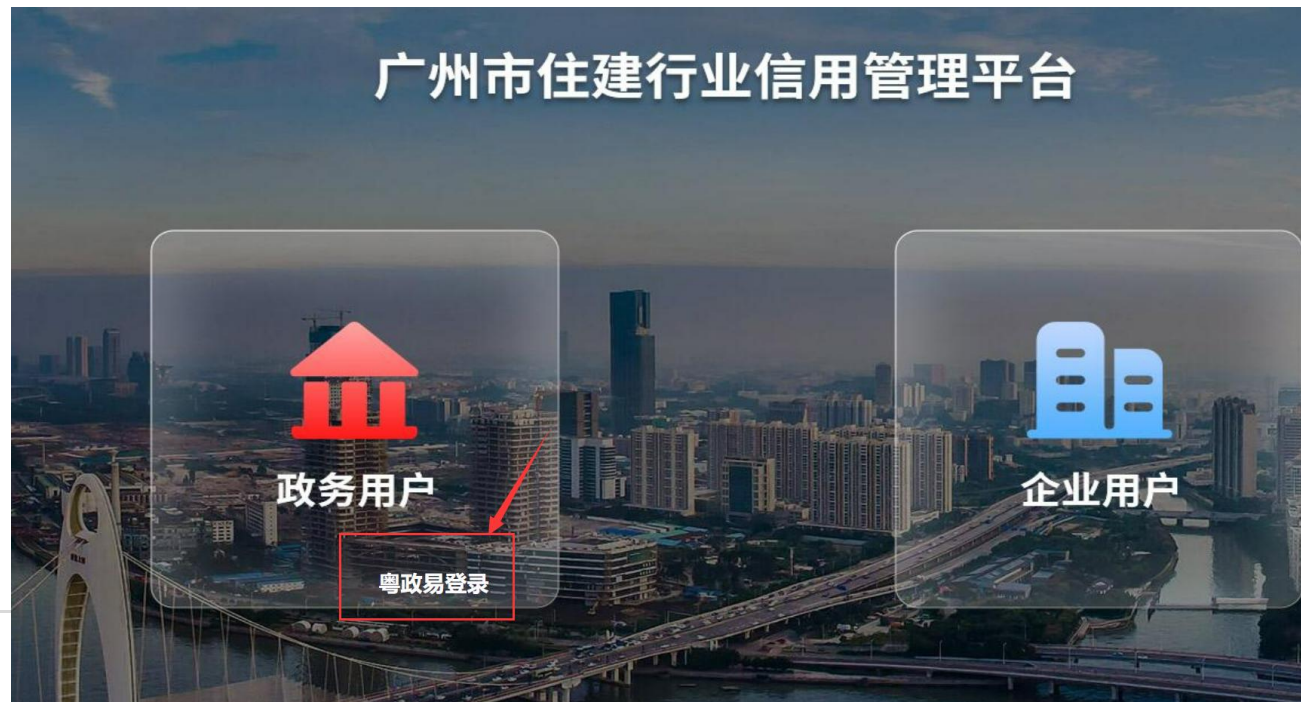 广州市住建行业信用管理平台
政务用户
企业用户
粤政易登录